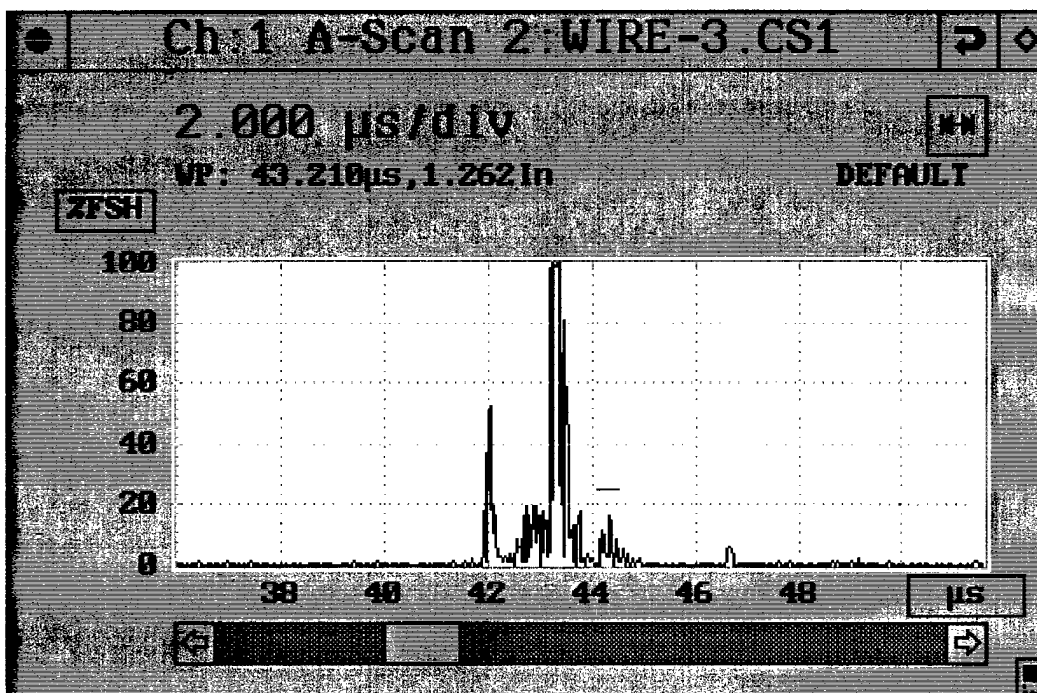 Ch:1 A-Scan 2:WIRE-3.CS1
2.000 µs/div
WP: 43.210µs,1.262In
DEFAULT
%FSH
100
80
60
40
20
0
38 40 42 44 46 48 µs